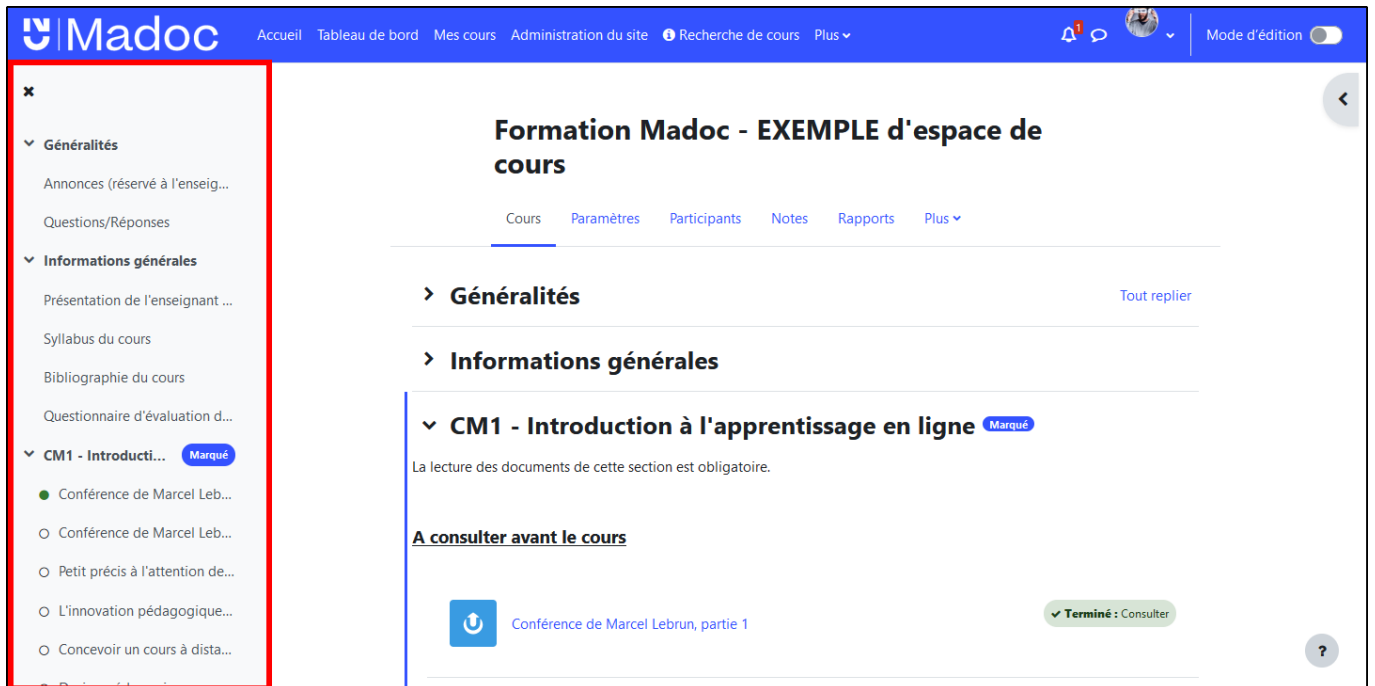 Madoc
Accueil Tableau de bord Mes cours Administration du site Recherche de cours Plus
1
Mode d'édition
Généralités
Annonces (réservé à l'enseig...
Questions/Réponses
Informations générales
Présentation de l'enseignant ...
Syllabus du cours
Bibliographie du cours
Questionnaire d'évaluation d...
CM1 - Introducti... Marqué
Conférence de Marcel Leb...
Conférence de Marcel Leb...
Petit précis à l'attention de...
L'innovation pédagogique...
Concevoir un cours à dista...
Formation Madoc - EXEMPLE d'espace de
cours
Cours Paramètres Participants Notes Rapports Plus
Généralités
Tout replier
Informations générales
CM1 - Introduction à l'apprentissage en ligne Marqué
La lecture des documents de cette section est obligatoire.
A consulter avant le cours
Conférence de Marcel Lebrun, partie 1
Terminé : Consulter
?